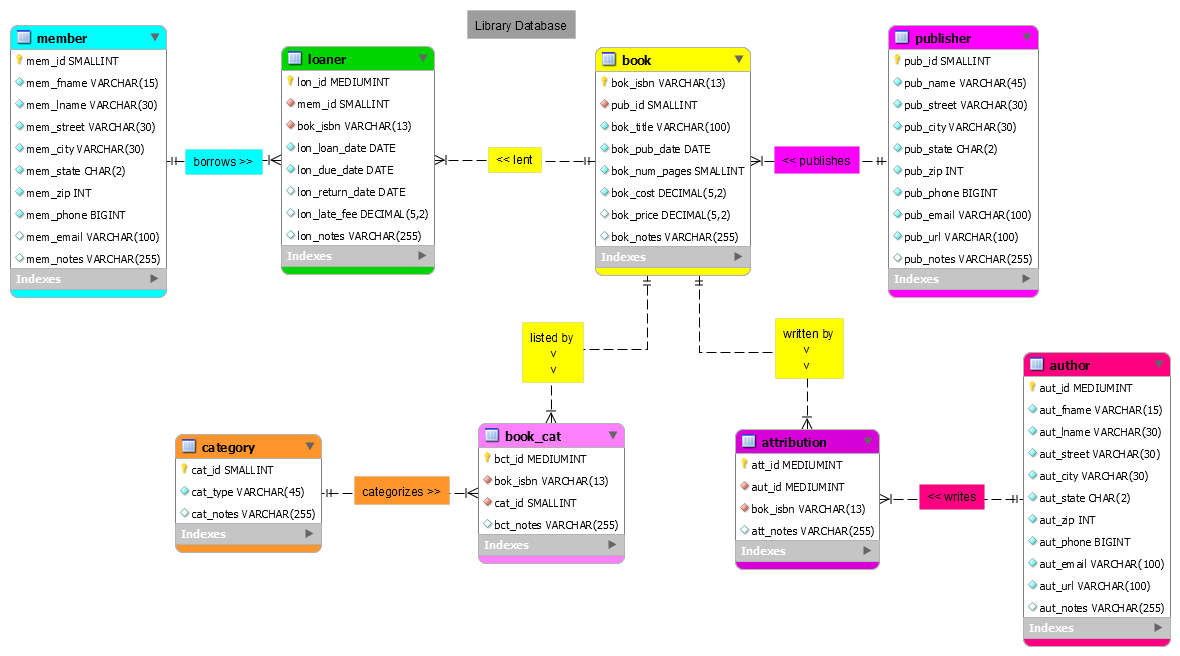 Library Database
member
mem_id SMALLINT
mem_fname VARCHAR(15)
mem_lname VARCHAR(30)
mem_street VARCHAR(30)
mem_city VARCHAR(30)
mem_state CHAR(2)
mem_zip INT
mem_phone BIGINT
mem_email VARCHAR(100)
mem_notes VARCHAR(255)
Indexes
borrows >>
loaner
lon_id MEDIUMINT
mem_id SMALLINT
bok_isbn VARCHAR(13)
lon_loan_date DATE
lon_due_date DATE
lon_return_date DATE
lon_late_fee DECIMAL(5,2)
lon_notes VARCHAR(255)
Indexes
<< lent
book
bok_isbn VARCHAR(13)
pub_id SMALLINT
bok_title VARCHAR(100)
bok_pub_date DATE
bok_num_pages SMALLINT
bok_cost DECIMAL(5,2)
bok_price DECIMAL(5,2)
bok_notes VARCHAR(255)
Indexes
<< publishes
publisher
pub_id SMALLINT
pub_name VARCHAR(45)
pub_street VARCHAR(30)
pub_city VARCHAR(30)
pub_state CHAR(2)
pub_zip INT
pub_phone BIGINT
pub_email VARCHAR(100)
pub_url VARCHAR(100)
pub_notes VARCHAR(255)
Indexes
listed by
v
v
written by
v
v
category
cat_id SMALLINT
cat_type VARCHAR(45)
cat_notes VARCHAR(255)
Indexes
categorizes >>
book_cat
bct_id MEDIUMINT
bok_isbn VARCHAR(13)
cat_id SMALLINT
bct_notes VARCHAR(255)
Indexes
attribution
att_id MEDIUMINT
aut_id MEDIUMINT
bok_isbn VARCHAR(13)
att_notes VARCHAR(255)
Indexes
<< writes
author
aut_id MEDIUMINT
aut_fname VARCHAR(15)
aut_lname VARCHAR(30)
aut_street VARCHAR(30)
aut_city VARCHAR(30)
aut_state CHAR(2)
aut_zip INT
aut_phone BIGINT
aut_email VARCHAR(100)
aut_url VARCHAR(100)
aut_notes VARCHAR(255)
Indexes